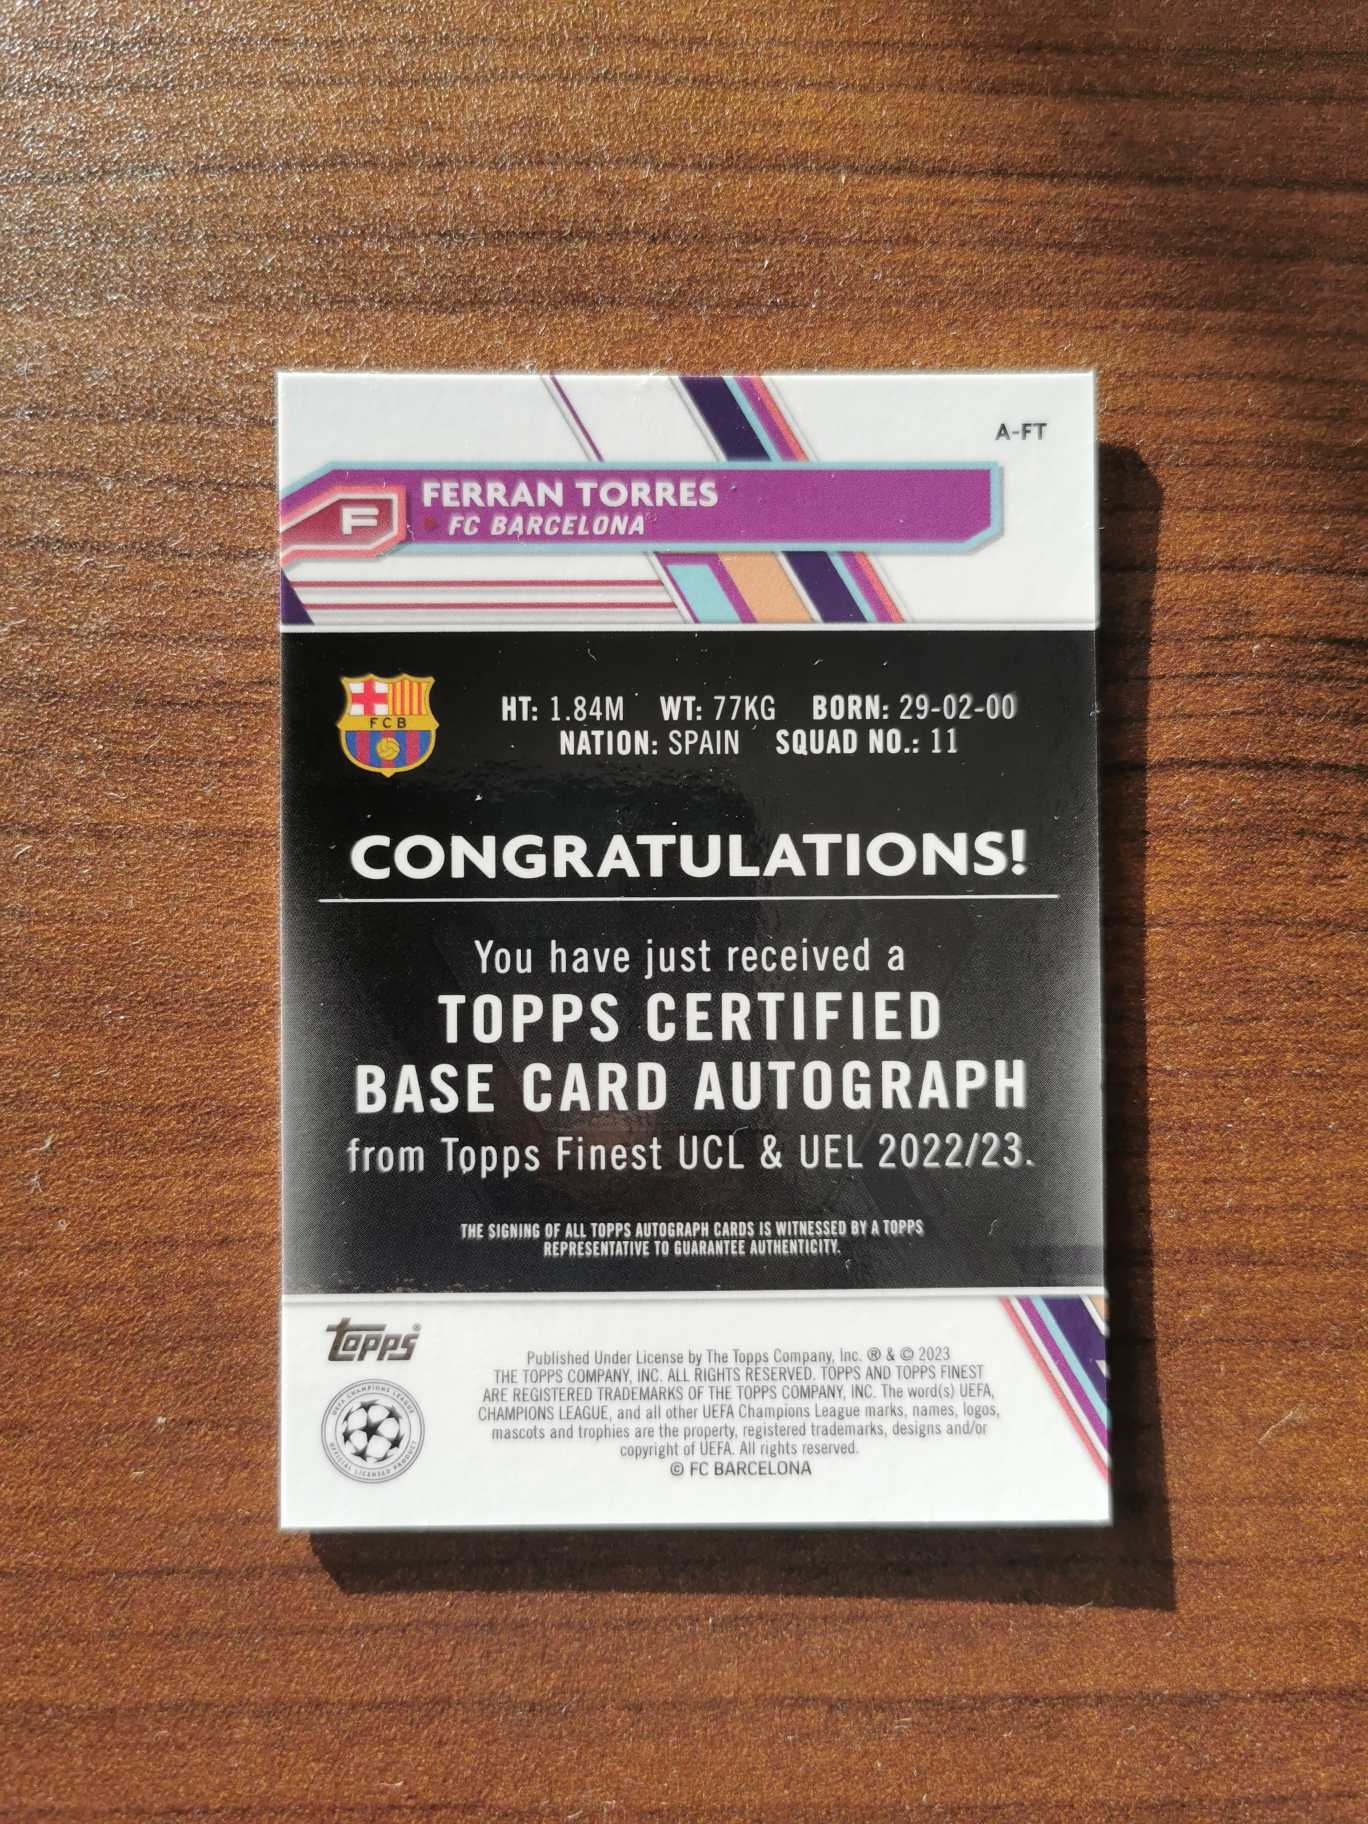 A-FT
FERRAN TORRES
F
FC BARCELONA
FCB
HT: 1.84M WT: 77KG BORN: 29-02-00
NATION: SPAIN SQUAD NO.: 11
CONGRATULATIONS!
You have just received a
TOPPS CERTIFIED
BASE CARD AUTOGRAPH
from Topps Finest UCL & UEL 2022/23.
THE SIGNING OF ALL TOPPS AUTOGRAPH CARDS IS WITNESSED BY A TOPPS
REPRESENTATIVE TO GUARANTEE AUTHENTICITY.
Topps®
UEFA CHAMPIONS LEAGUE
OFFICIAL LICENSED PRODUCT
Published Under License by The Topps Company, Inc. ® & © 2023
THE TOPPS COMPANY, INC. ALL RIGHTS RESERVED. TOPPS AND TOPPS FINEST
ARE REGISTERED TRADEMARKS OF THE TOPPS COMPANY, INC. The word(s) UEFA,
CHAMPIONS LEAGUE, and all other UEFA Champions League marks, names, logos,
mascots and trophies are the property, registered trademarks, designs and/or
copyright of UEFA. All rights reserved.
© FC BARCELONA